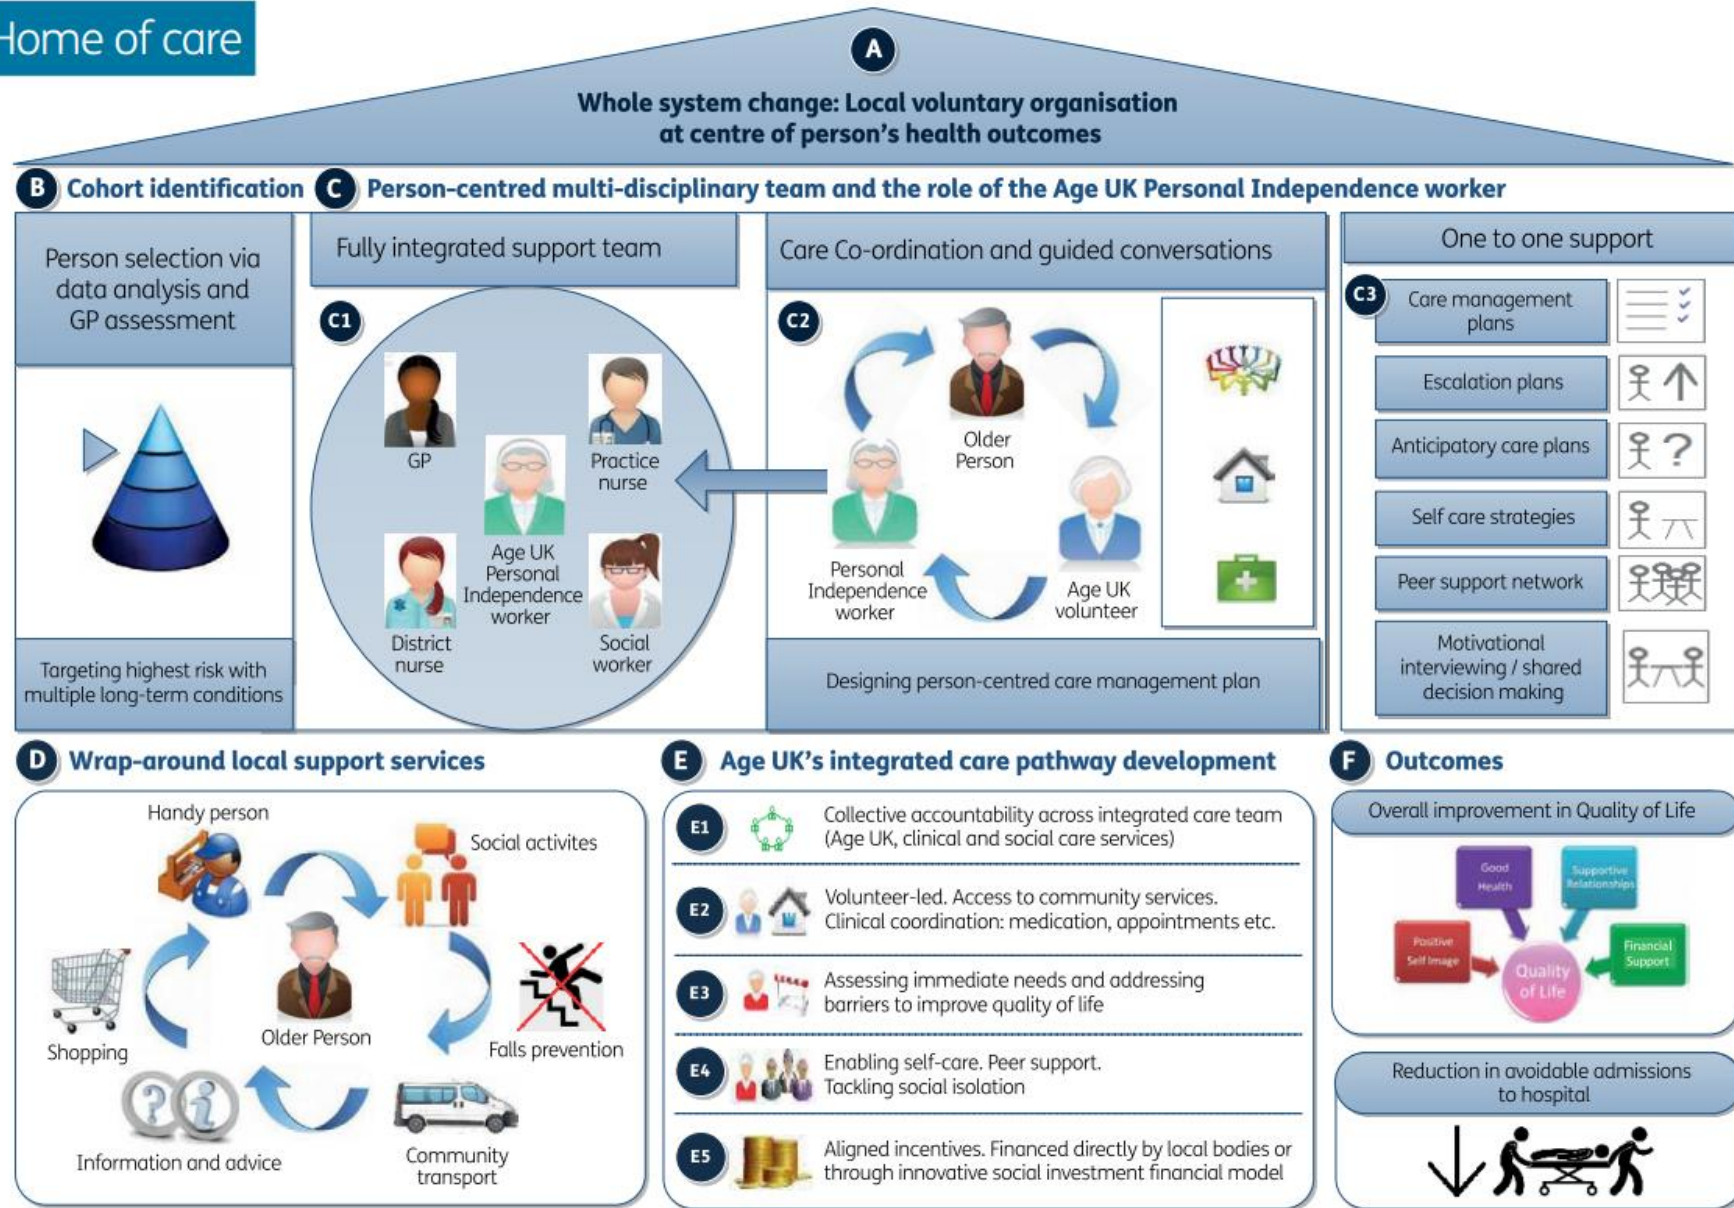 Home of care
A
Whole system change: Local voluntary organisation
at centre of person's health outcomes
B Cohort identification
C Person-centred multi-disciplinary team and the role of the Age UK Personal Independence worker
Person selection via
data analysis and
GP assessment
Targeting highest risk with
multiple long-term conditions
Fully integrated support team
C1
GP
Practice
nurse
Age UK
Personal
Independence
worker
District
nurse
Social
worker
Care Co-ordination and guided conversations
C2
Older
Person
Personal
Independence
worker
Age UK
volunteer
Designing person-centred care management plan
One to one support
C3
Care management
plans
Escalation plans
Anticipatory care plans
Self care strategies
Peer support network
Motivational
interviewing / shared
decision making
D Wrap-around local support services
Handy person
Social activites
Older Person
Shopping
Falls prevention
Information and advice
Community
transport
E Age UK's integrated care pathway development
E1
Collective accountability across integrated care team
(Age UK, clinical and social care services)
E2
Volunteer-led. Access to community services.
Clinical coordination: medication, appointments etc.
E3
Assessing immediate needs and addressing
barriers to improve quality of life
E4
Enabling self-care. Peer support.
Tackling social isolation
E5
Aligned incentives. Financed directly by local bodies or
through innovative social investment financial model
F Outcomes
Overall improvement in Quality of Life
Good
Health
Supportive
Relationships
Positive
Self Image
Financial
Support
Quality
of Life
Reduction in avoidable admissions
to hospital